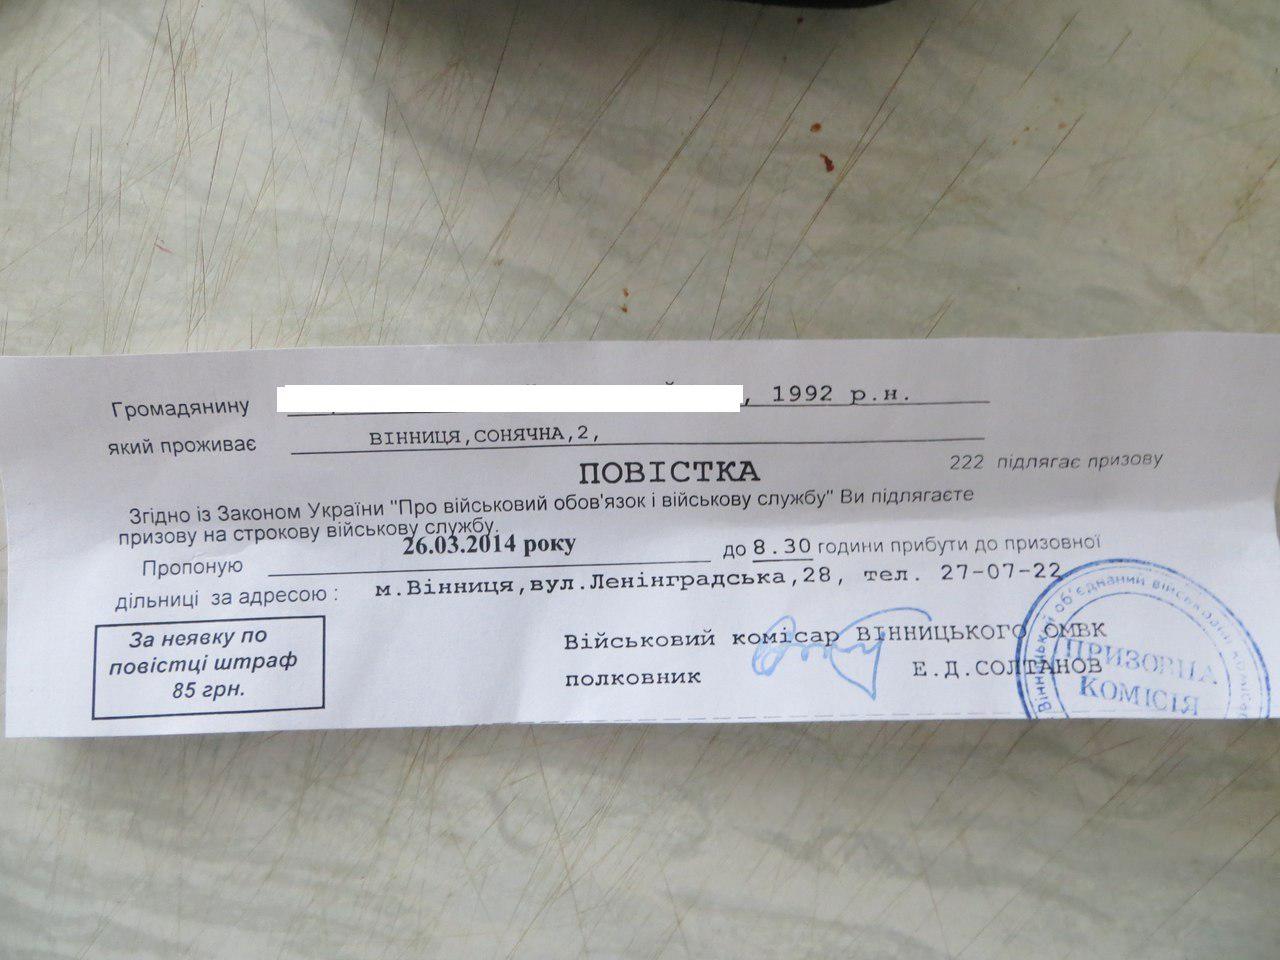 Громадянину , 1992 р.н.
який проживає ВІННИЦЯ,СОНЯЧНА,2,
ПОВІСТКА 222 підлягає призову
Згідно із Законом України "Про військовий обов'язок і військову службу" Ви підлягаєте
призову на строкову військову службу.
26.03.2014 року
Пропоную до 8.30 години прибути до призовної
дільниці за адресою : м.Вінниця,вул.Ленінградська,28, тел. 27-07-22
За неявку по
повістці штраф
85 грн.
Військовий комісар ВІННИЦЬКОГО ОМВК
полковник Е.Д.СОЛТАНОВ
об'єднаний військовий
ПРИЗОВНА
КОМІСІЯ